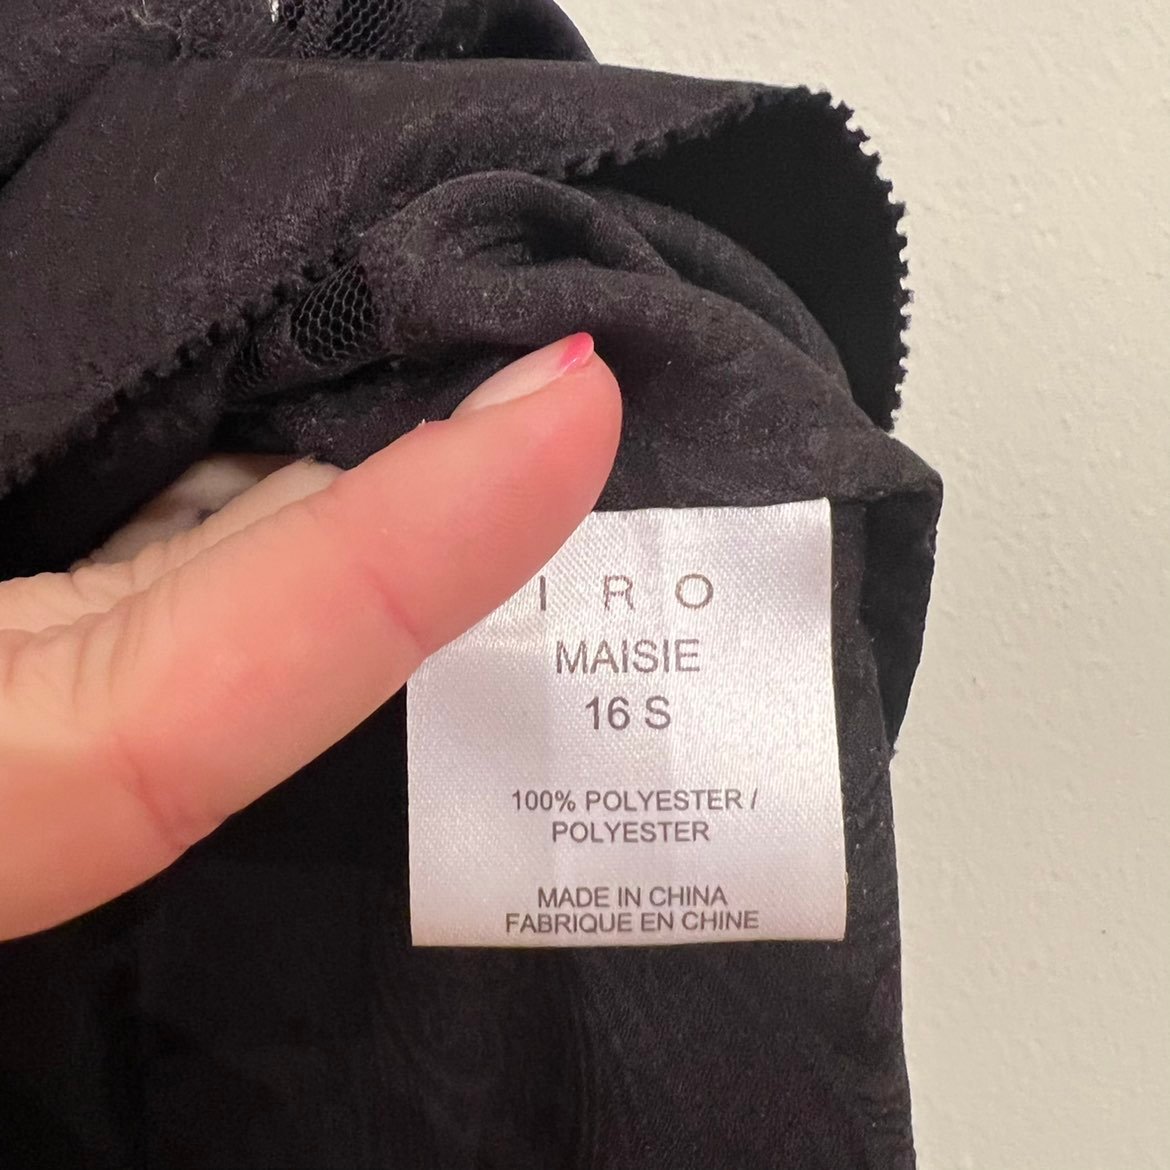 IRO
MAISIE
16 S
100% POLYESTER /
POLYESTER
MADE IN CHINA
FABRIQUE EN CHINE